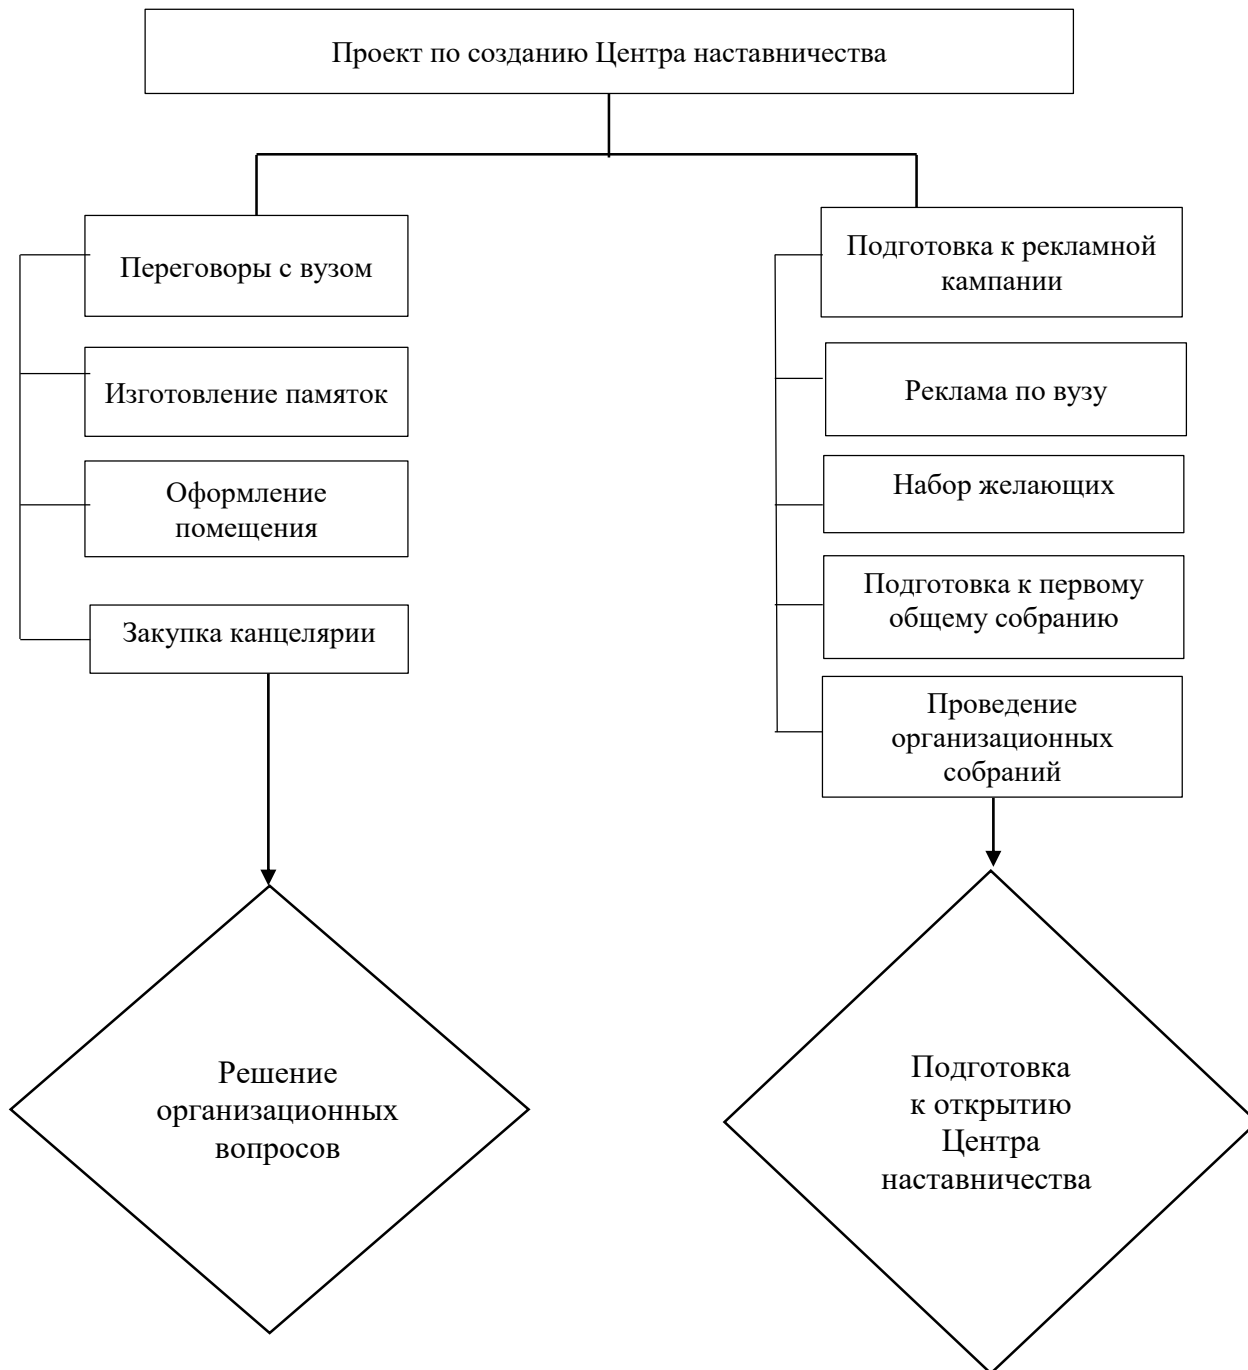 Проект по созданию Центра наставничества
Переговоры с вузом
Изготовление памяток
Оформление
помещения
Закупка канцелярии
Решение
организационных
вопросов
Подготовка к рекламной
кампании
Реклама по вузу
Набор желающих
Подготовка к первому
общему собранию
Проведение
организационных
собраний
Подготовка
к открытию
Центра
наставничества